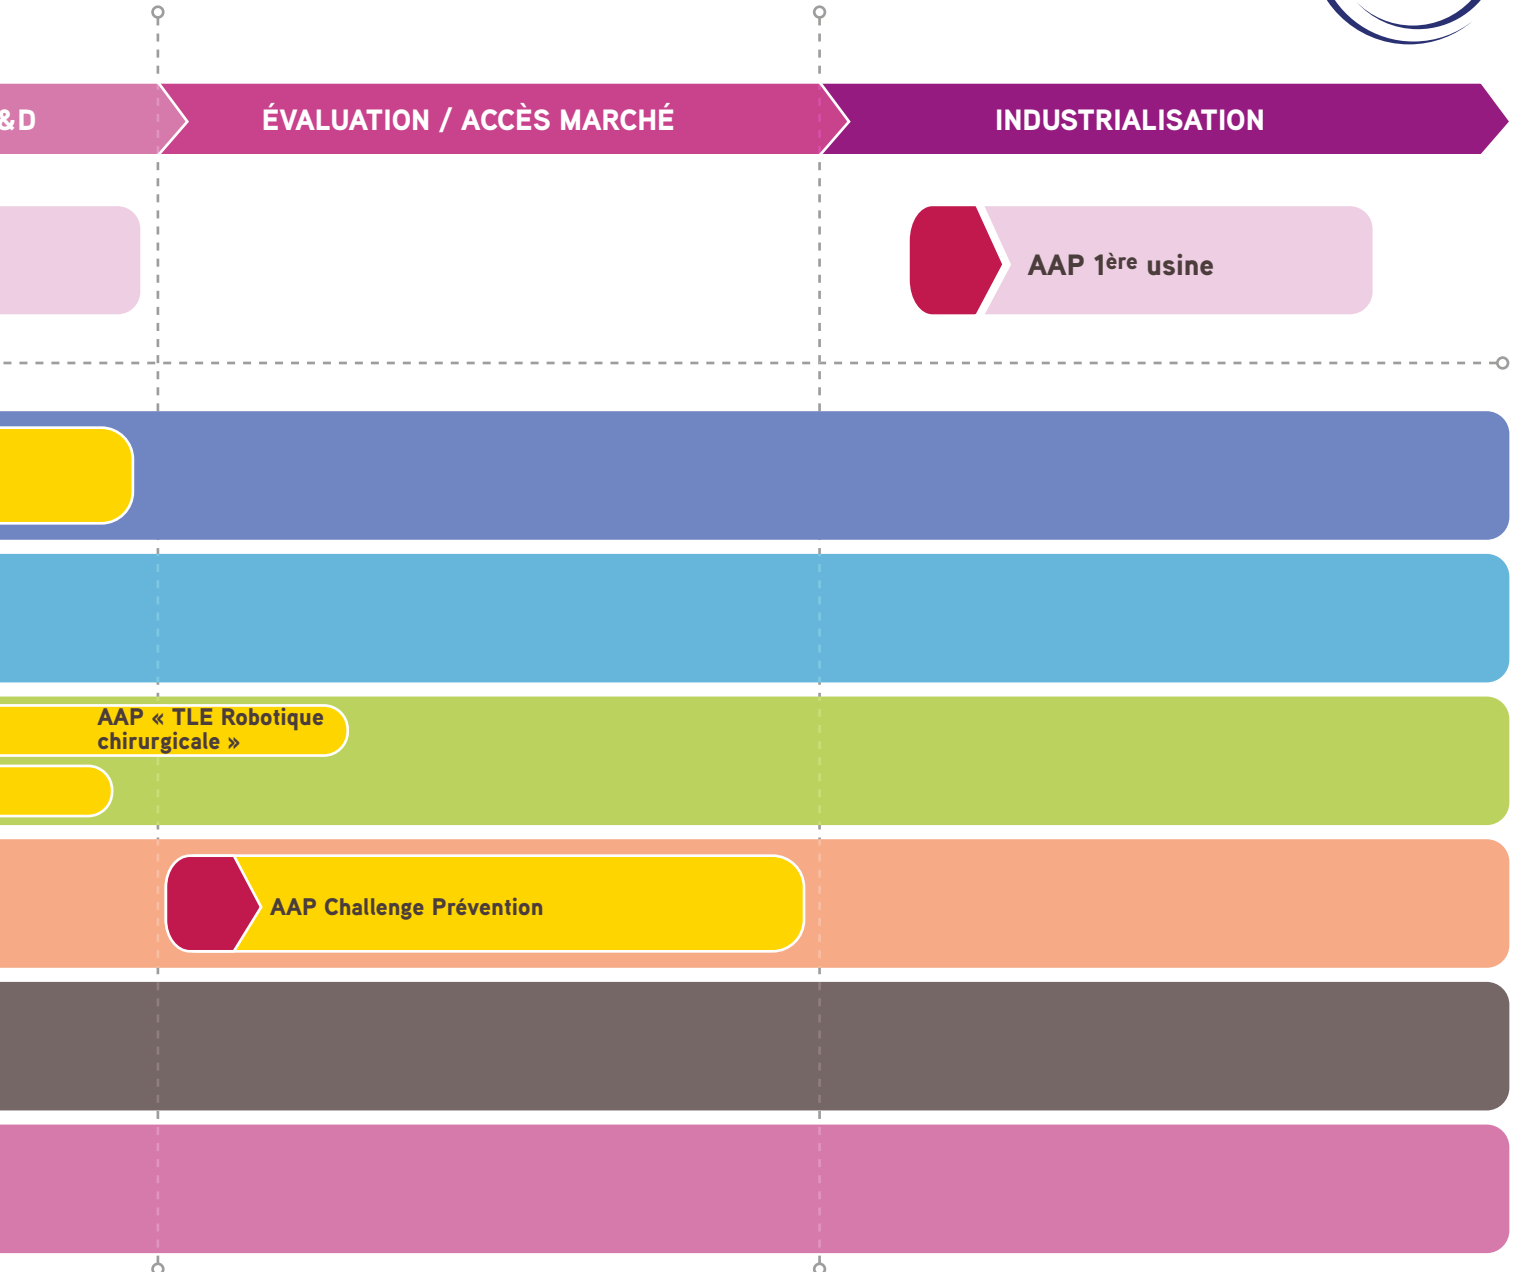 &D
ÉVALUATION / ACCÈS MARCHÉ
INDUSTRIALISATION
AAP 1ère usine
AAP « TLE Robotique
chirurgicale »
AAP Challenge Prévention